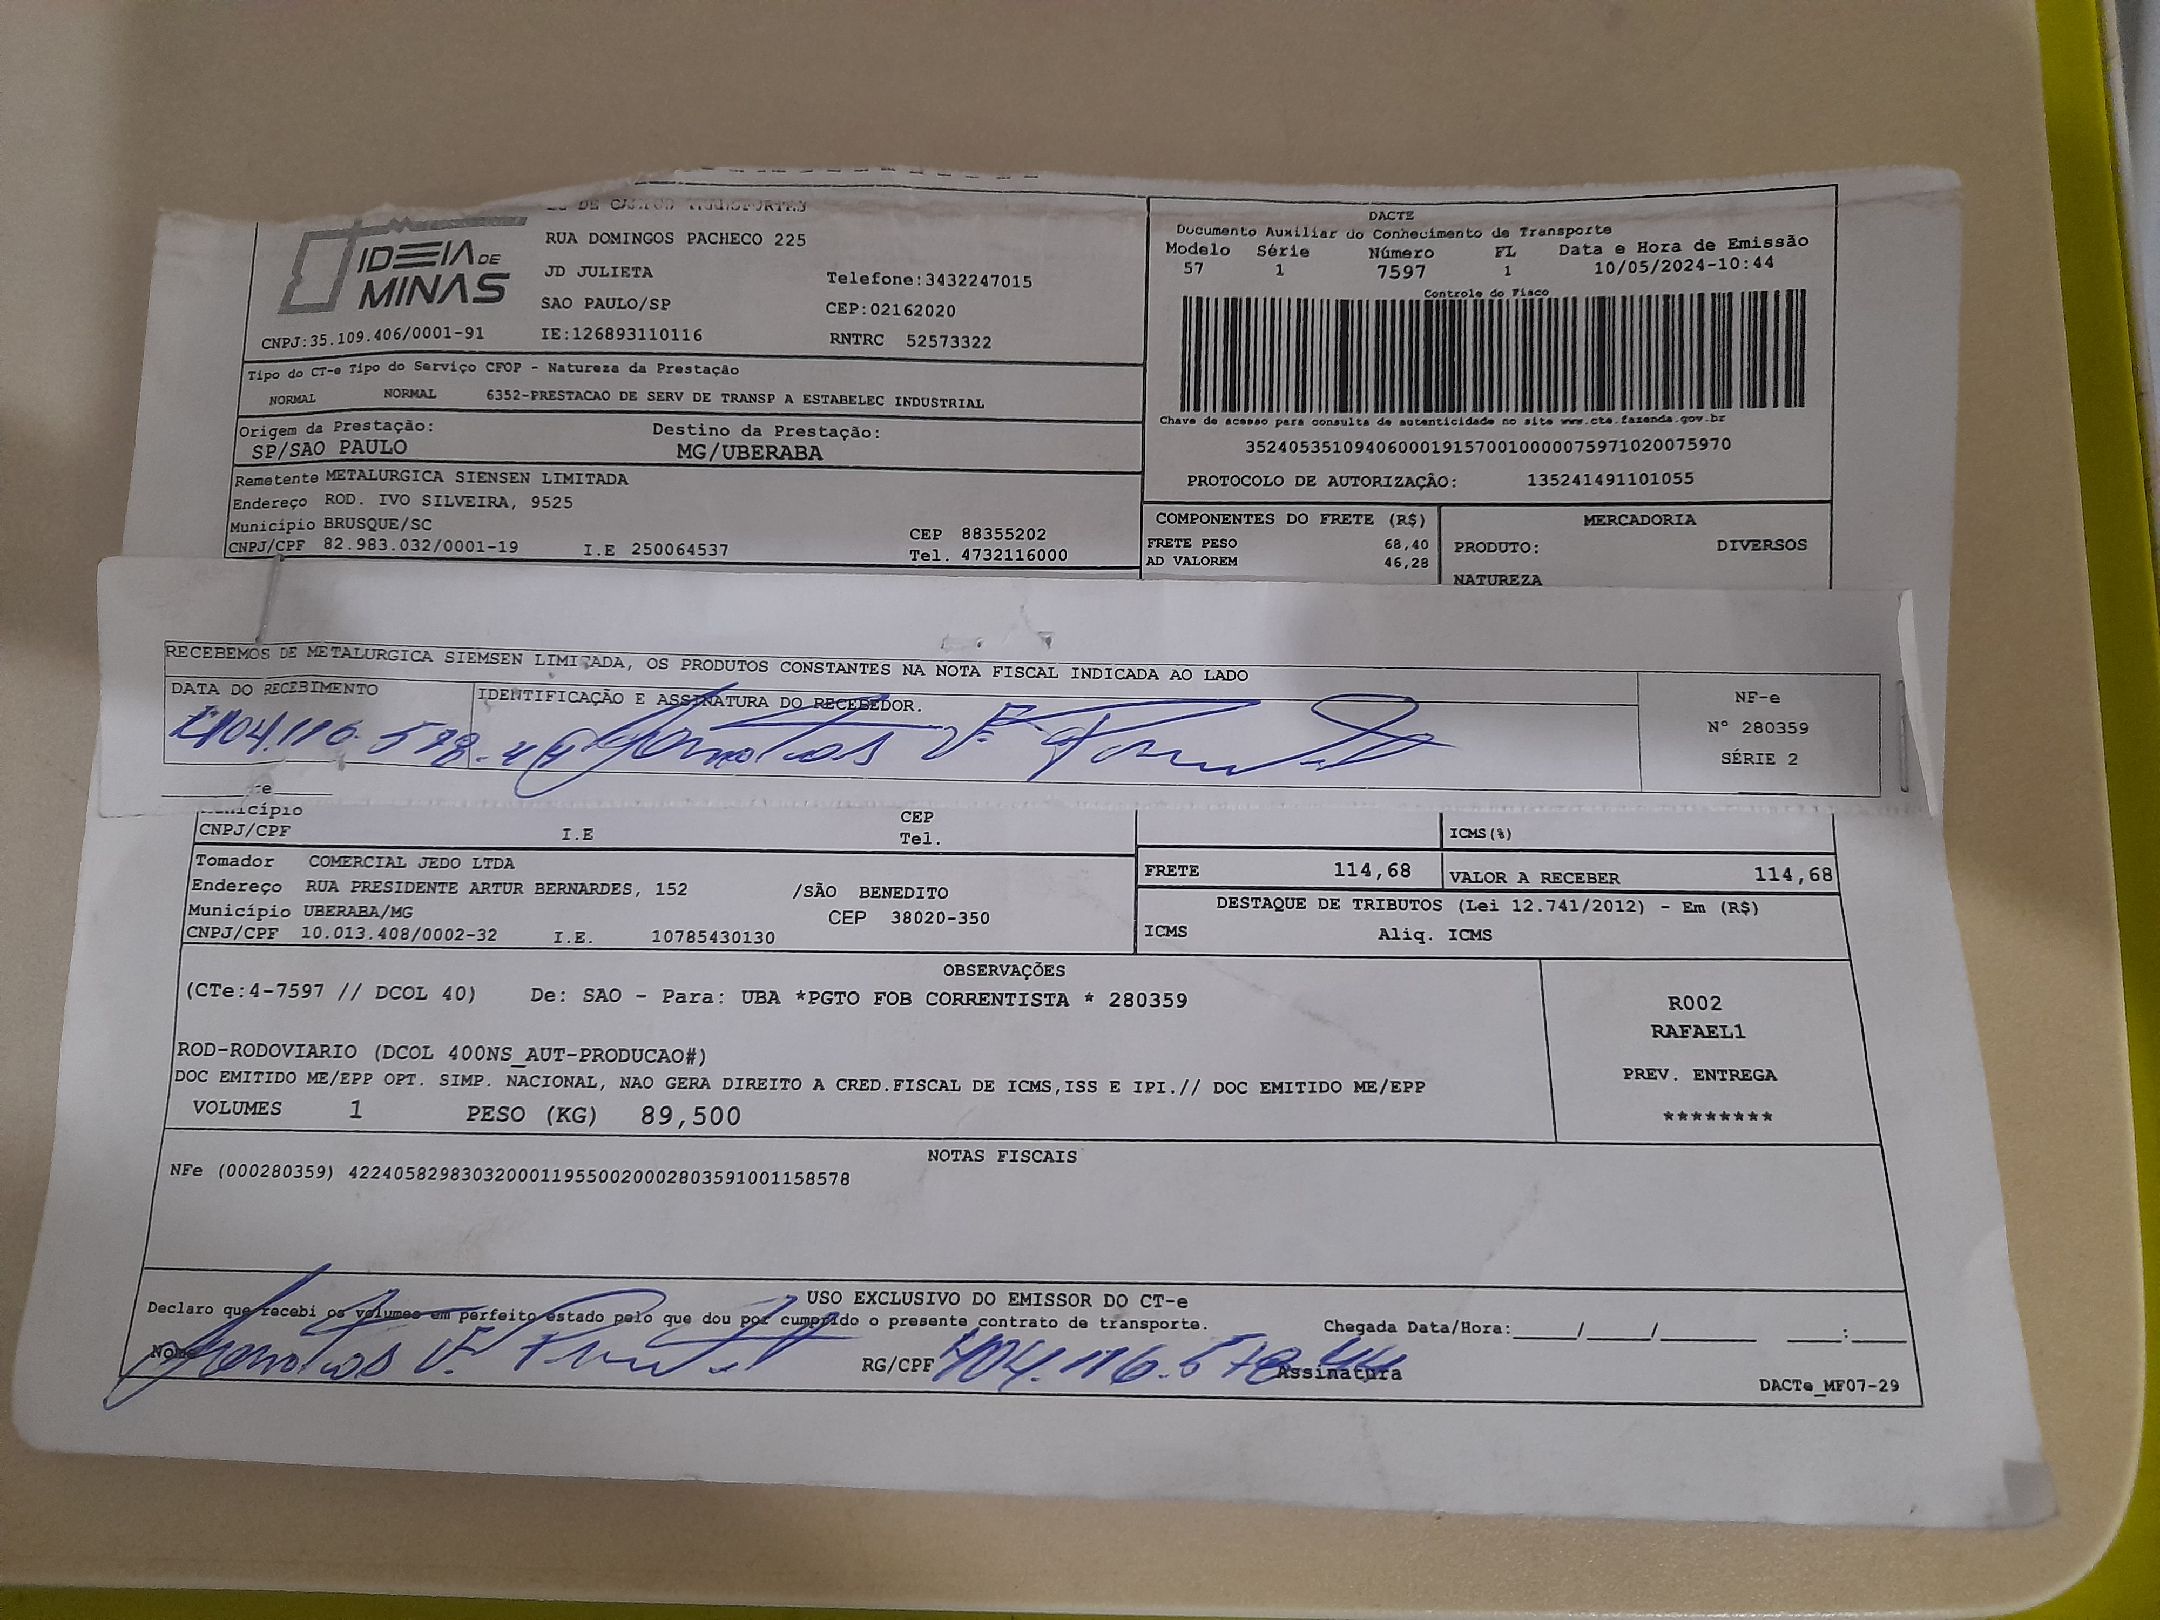 IDEIA DE MINAS
RUA DOMINGOS PACHECO 225
JD JULIETA
Telefone:3432247015
SAO PAULO/SP
CEP:02162020
CNPJ:35.109.406/0001-91 IE:126893110116 RNTRC 52573322
DACTE
Documento Auxiliar do Conhecimento de Transporte
Modelo Série Número FL Data e Hora de Emissão
57 1 7597 1 10/05/2024-10:44
Controle do Fisco
Chave de acesso para consulta de autenticidade no site www.cte.fazenda.gov.br
35240535109406000191570010000075971020075970
PROTOCOLO DE AUTORIZAÇÃO: 135241491101055
Tipo do CT-e Tipo do Serviço CFOP - Natureza da Prestação
NORMAL NORMAL 6352-PRESTACAO DE SERV DE TRANSP A ESTABELEC INDUSTRIAL
Origem da Prestação: Destino da Prestação:
SP/SAO PAULO MG/UBERABA
Remetente METALURGICA SIENSEN LIMITADA
Endereço ROD. IVO SILVEIRA, 9525
Município BRUSQUE/SC CEP 88355202
CNPJ/CPF 82.983.032/0001-19 I.E 250064537 Tel. 4732116000
COMPONENTES DO FRETE (R$) MERCADORIA
FRETE PESO 68,40 PRODUTO: DIVERSOS
AD VALOREM 46,28
NATUREZA
RECEBEMOS DE METALURGICA SIEMSEN LIMITADA, OS PRODUTOS CONSTANTES NA NOTA FISCAL INDICADA AO LADO
DATA DO RECEBIMENTO IDENTIFICAÇÃO E ASSINATURA DO RECEBEDOR.
NF-e
Nº 280359
SÉRIE 2
404.116.578-44
Município CEP
CNPJ/CPF I.E Tel.
ICMS(%)
Tomador COMERCIAL JEDO LTDA
Endereço RUA PRESIDENTE ARTUR BERNARDES, 152 /SÃO BENEDITO
Município UBERABA/MG CEP 38020-350
CNPJ/CPF 10.013.408/0002-32 I.E. 10785430130
FRETE 114,68 VALOR A RECEBER 114,68
DESTAQUE DE TRIBUTOS (Lei 12.741/2012) - Em (R$)
ICMS Aliq. ICMS
OBSERVAÇÕES
(CTe:4-7597 // DCOL 40) De: SAO - Para: UBA *PGTO FOB CORRENTISTA * 280359
ROD-RODOVIARIO (DCOL 400NS_AUT-PRODUCAO#)
DOC EMITIDO ME/EPP OPT. SIMP. NACIONAL, NAO GERA DIREITO A CRED.FISCAL DE ICMS,ISS E IPI.// DOC EMITIDO ME/EPP
VOLUMES 1 PESO (KG) 89,500
R002
RAFAEL1
PREV. ENTREGA
********
NOTAS FISCAIS
NFe (000280359) 42240582983032000119550020002803591001158578
USO EXCLUSIVO DO EMISSOR DO CT-e
Declaro que recebi os volumes em perfeito estado pelo que dou por cumprido o presente contrato de transporte.
Chegada Data/Hora:____/____/______ ___:____
Nome RG/CPF 404.116.578 44 Assinatura
DACTe_MF07-29